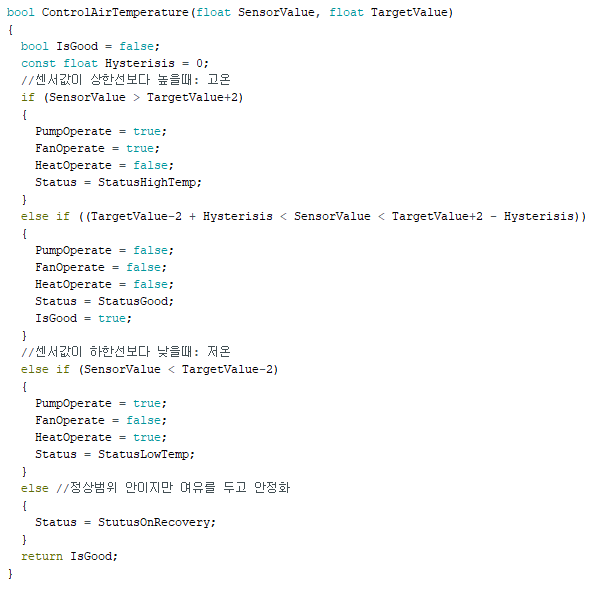 bool ControlAirTemperature(float SensorValue, float TargetValue)
{
bool IsGood = false;
const float Hysterisis = 0;
//센서값이 상한선보다 높을때: 고온
if (SensorValue > TargetValue+2)
{
PumpOperate = true;
FanOperate = true;
HeatOperate = false;
Status = StatusHighTemp;
}
else if ((TargetValue-2 + Hysterisis < SensorValue < TargetValue+2 - Hysterisis))
{
PumpOperate = false;
FanOperate = false;
HeatOperate = false;
Status = StatusGood;
IsGood = true;
}
//센서값이 하한선보다 낮을때: 저온
else if (SensorValue < TargetValue-2)
{
PumpOperate = true;
FanOperate = false;
HeatOperate = true;
Status = StatusLowTemp;
}
else //정상범위 안이지만 여유를 두고 안정화
{
Status = StutusOnRecovery;
}
return IsGood;
}